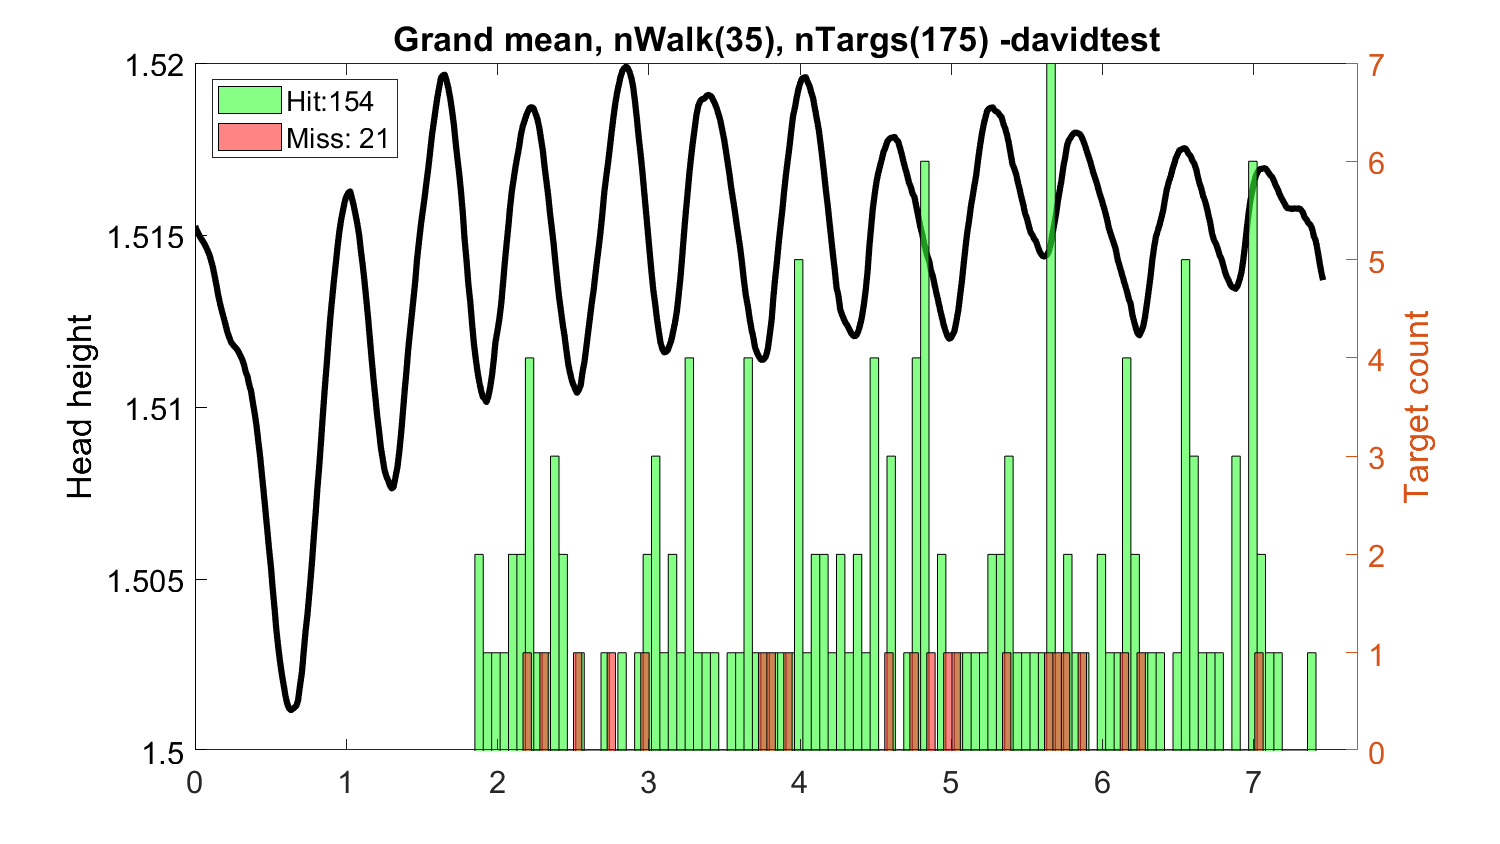 Grand mean, nWalk(35), nTargs(175) -davidtest
Hit:154
Miss: 21
Head height
1.52
1.515
1.51
1.505
1.5
0 1 2 3 4 5 6 7
7
6
5
4
3
2
1
0
Target count